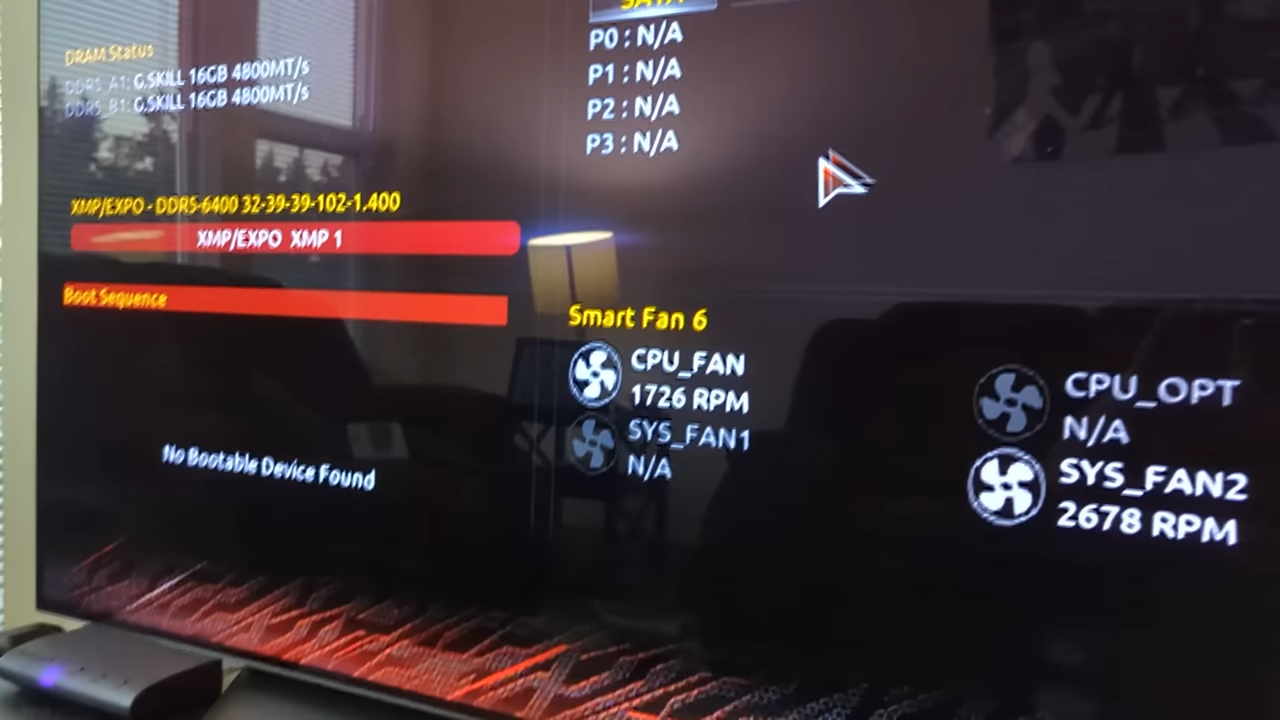 SATA
P0 : N/A
P1 : N/A
P2 : N/A
P3 : N/A
DRAM Status
DDR5_A1: G.SKILL 16GB 4800MT/s
DDR5_B1: G.SKILL 16GB 4800MT/s
XMP/EXPO - DDR5-6400 32-39-39-102-1.400
XMP/EXPO XMP 1
Boot Sequence
No Bootable Device Found
Smart Fan 6
CPU_FAN
1726 RPM
SYS_FAN1
N/A
CPU_OPT
N/A
SYS_FAN2
2678 RPM